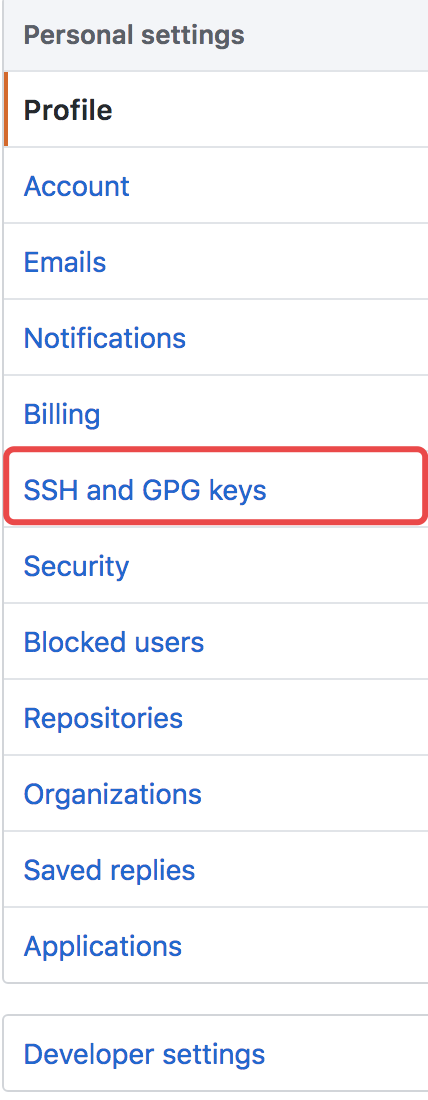 Personal settings
Profile
Account
Emails
Notifications
Billing
SSH and GPG keys
Security
Blocked users
Repositories
Organizations
Saved replies
Applications
Developer settings